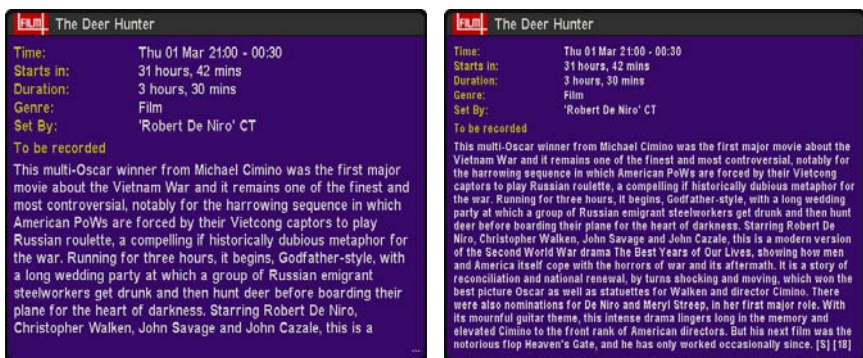 FILM The Deer Hunter
Time: Thu 01 Mar 21:00 - 00:30
Starts in: 31 hours, 42 mins
Duration: 3 hours, 30 mins
Genre: Film
Set By: 'Robert De Niro' CT
To be recorded
This multi-Oscar winner from Michael Cimino was the first major
movie about the Vietnam War and it remains one of the finest and
most controversial, notably for the harrowing sequence in which
American PoWs are forced by their Vietcong captors to play
Russian roulette, a compelling if historically dubious metaphor for
the war. Running for three hours, it begins, Godfather-style, with
a long wedding party at which a group of Russian emigrant
steelworkers get drunk and then hunt deer before boarding their
plane for the heart of darkness. Starring Robert De Niro,
Christopher Walken, John Savage and John Cazale, this is a
...
FILM The Deer Hunter
Time: Thu 01 Mar 21:00 - 00:30
Starts in: 31 hours, 42 mins
Duration: 3 hours, 30 mins
Genre: Film
Set By: 'Robert De Niro' CT
To be recorded
This multi-Oscar winner from Michael Cimino was the first major movie about the
Vietnam War and it remains one of the finest and most controversial, notably for
the harrowing sequence in which American PoWs are forced by their Vietcong
captors to play Russian roulette, a compelling if historically dubious metaphor for
the war. Running for three hours, it begins, Godfather-style, with a long wedding
party at which a group of Russian emigrant steelworkers get drunk and then hunt
deer before boarding their plane for the heart of darkness. Starring Robert De
Niro, Christopher Walken, John Savage and John Cazale, this is a modern version
of the Second World War drama The Best Years of Our Lives, showing how men
and America itself cope with the horrors of war and its aftermath. It is a story of
reconciliation and national renewal, by turns shocking and moving, which won the
best picture Oscar as well as statuettes for Walken and director Cimino. There
were also nominations for De Niro and Meryl Streep, in her first major role. With
its mournful guitar theme, this intense drama lingers long in the memory and
elevated Cimino to the front rank of American directors. But his next film was the
notorious flop Heaven's Gate, and he has only worked occasionally since. [S] [18]